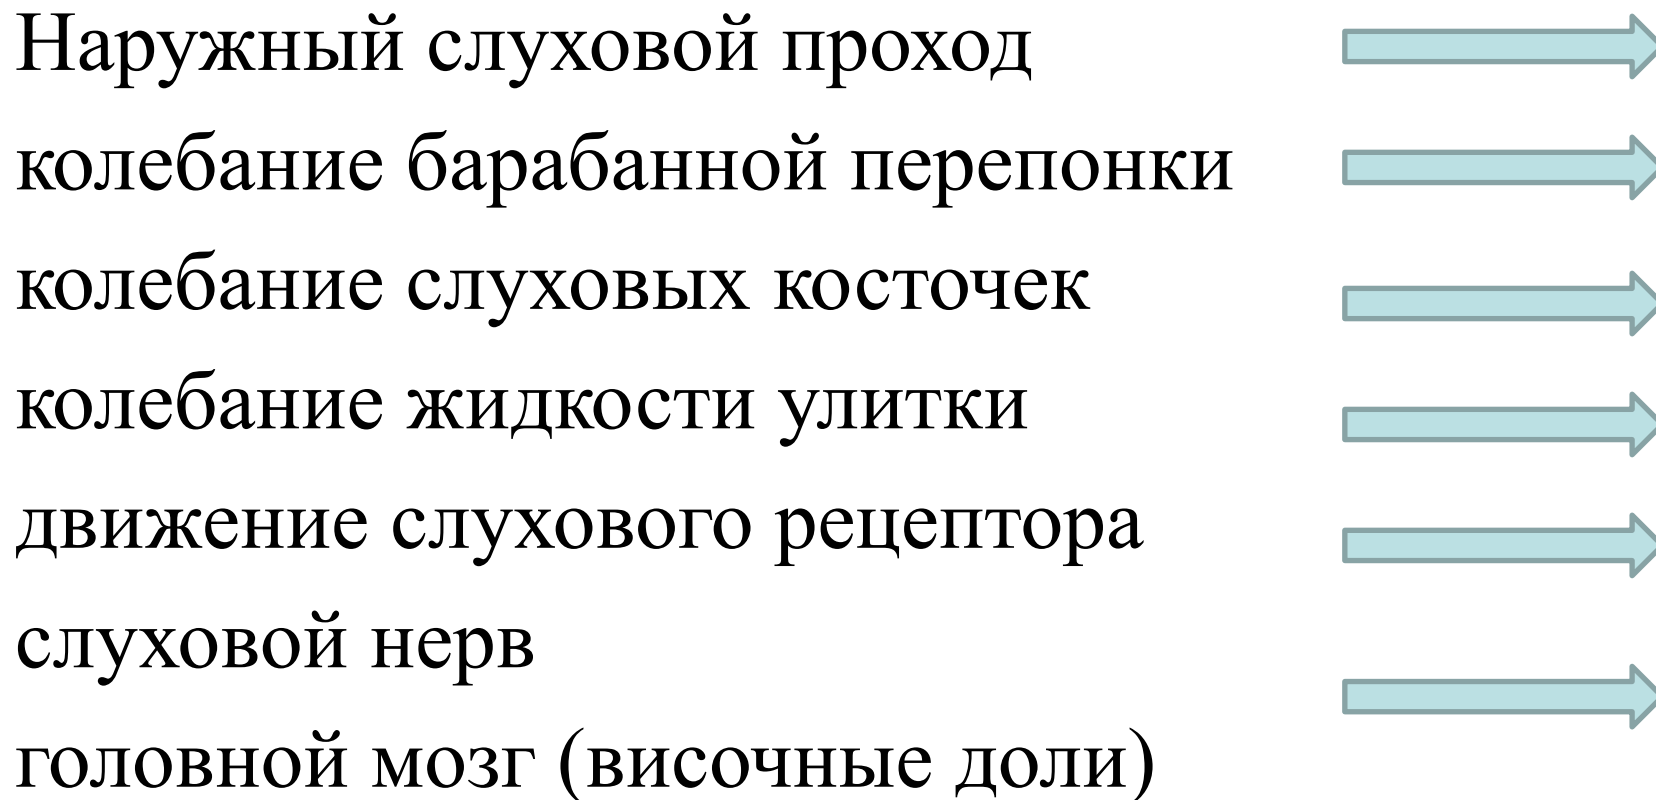 Наружный слуховой проход
колебание барабанной перепонки
колебание слуховых косточек
колебание жидкости улитки
движение слухового рецептора
слуховой нерв
головной мозг (височные доли)